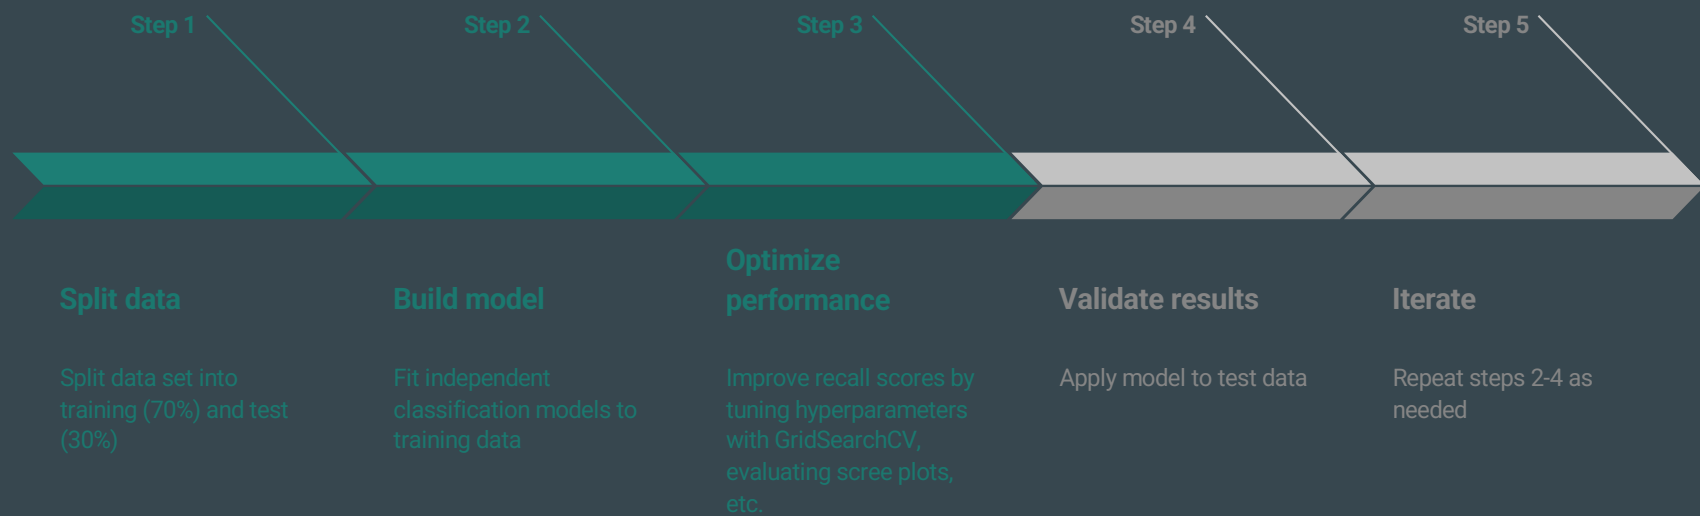 Step 1
Step 2
Step 3
Step 4
Step 5
Split data
Split data set into
training (70%) and test
(30%)
Build model
Fit independent
classification models to
training data
Optimize
performance
Improve recall scores by
tuning hyperparameters
with GridSearchCV,
evaluating scree plots,
etc.
Validate results
Apply model to test data
Iterate
Repeat steps 2-4 as
needed